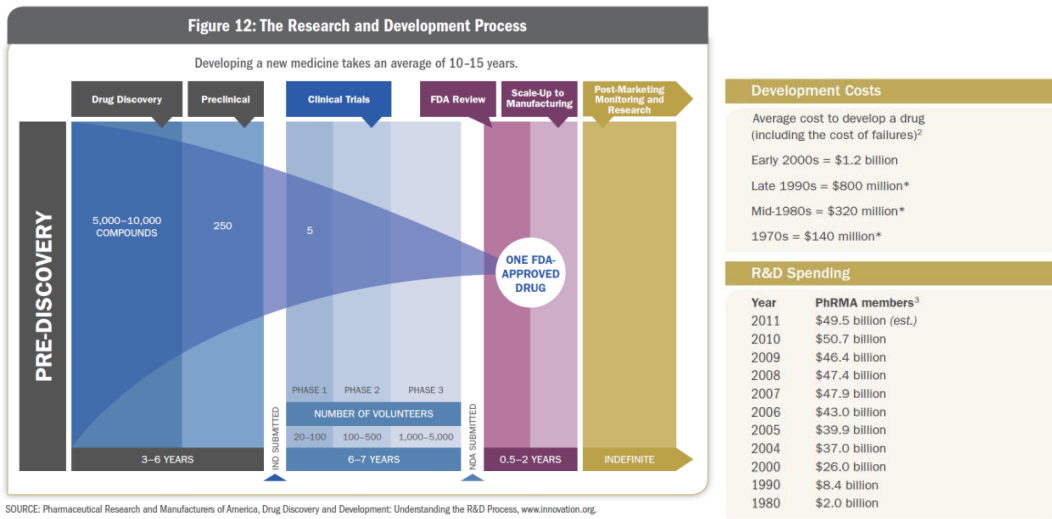 Figure 12: The Research and Development Process
Developing a new medicine takes an average of 10–15 years.
Drug Discovery
Preclinical
Clinical Trials
FDA Review
Scale-Up to
Manufacturing
Post-Marketing
Monitoring and
Research
PRE-DISCOVERY
5,000–10,000
COMPOUNDS
250
5
ONE FDA-
APPROVED
DRUG
PHASE 1
PHASE 2
PHASE 3
NUMBER OF VOLUNTEERS
20–100
100–500
1,000–5,000
IND SUBMITTED
NDA SUBMITTED
3–6 YEARS
6–7 YEARS
0.5–2 YEARS
INDEFINITE
SOURCE: Pharmaceutical Research and Manufacturers of America, Drug Discovery and Development: Understanding the R&D Process, www.innovation.org.
Development Costs
Average cost to develop a drug
(including the cost of failures)²
Early 2000s = $1.2 billion
Late 1990s = $800 million*
Mid-1980s = $320 million*
1970s = $140 million*
R&D Spending
Year PhRMA members³
2011 $49.5 billion (est.)
2010 $50.7 billion
2009 $46.4 billion
2008 $47.4 billion
2007 $47.9 billion
2006 $43.0 billion
2005 $39.9 billion
2004 $37.0 billion
2000 $26.0 billion
1990 $8.4 billion
1980 $2.0 billion